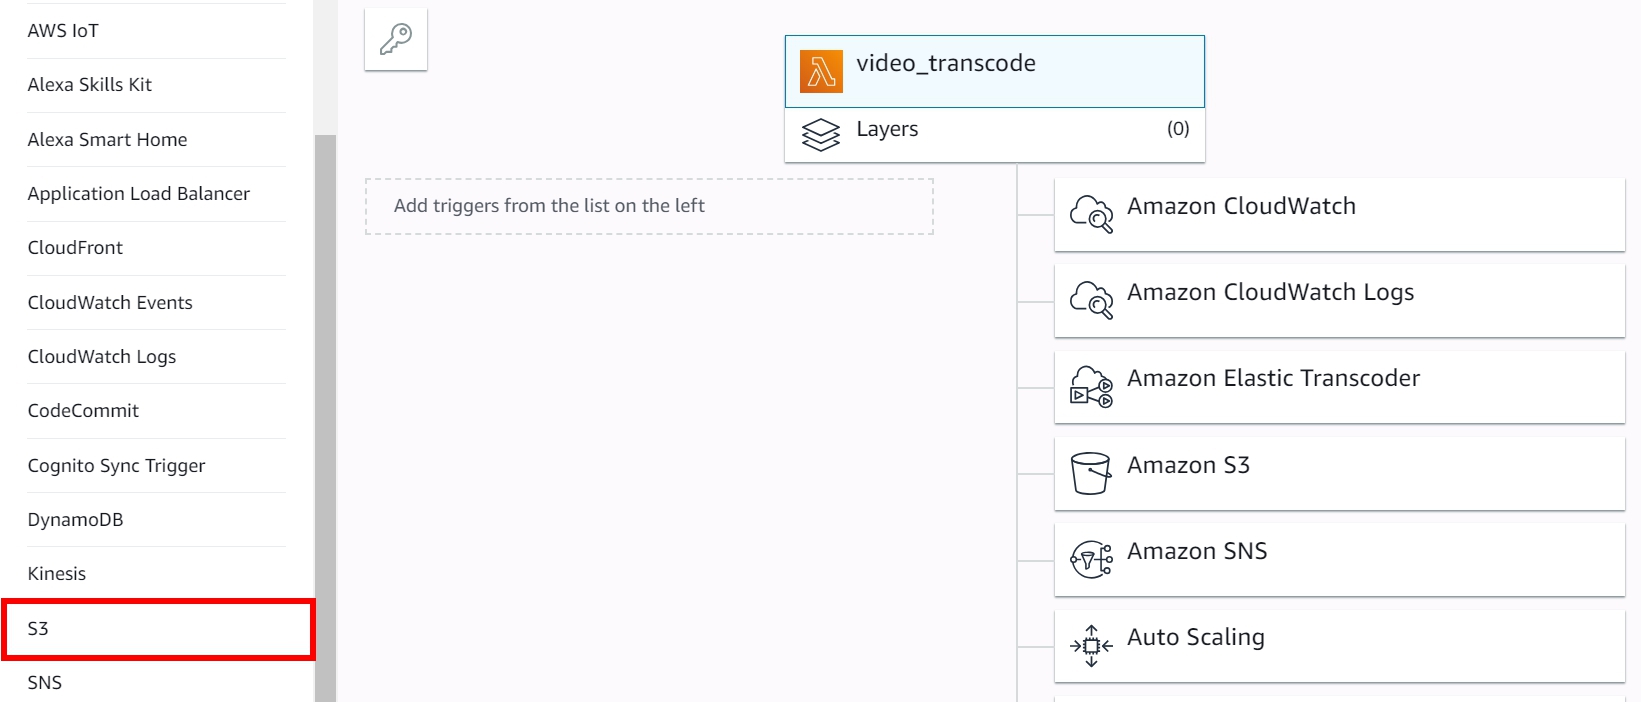 AWS IoT
Alexa Skills Kit
Alexa Smart Home
Application Load Balancer
CloudFront
CloudWatch Events
CloudWatch Logs
CodeCommit
Cognito Sync Trigger
DynamoDB
Kinesis
S3
SNS
video_transcode
Layers (0)
Add triggers from the list on the left
Amazon CloudWatch
Amazon CloudWatch Logs
Amazon Elastic Transcoder
Amazon S3
Amazon SNS
Auto Scaling